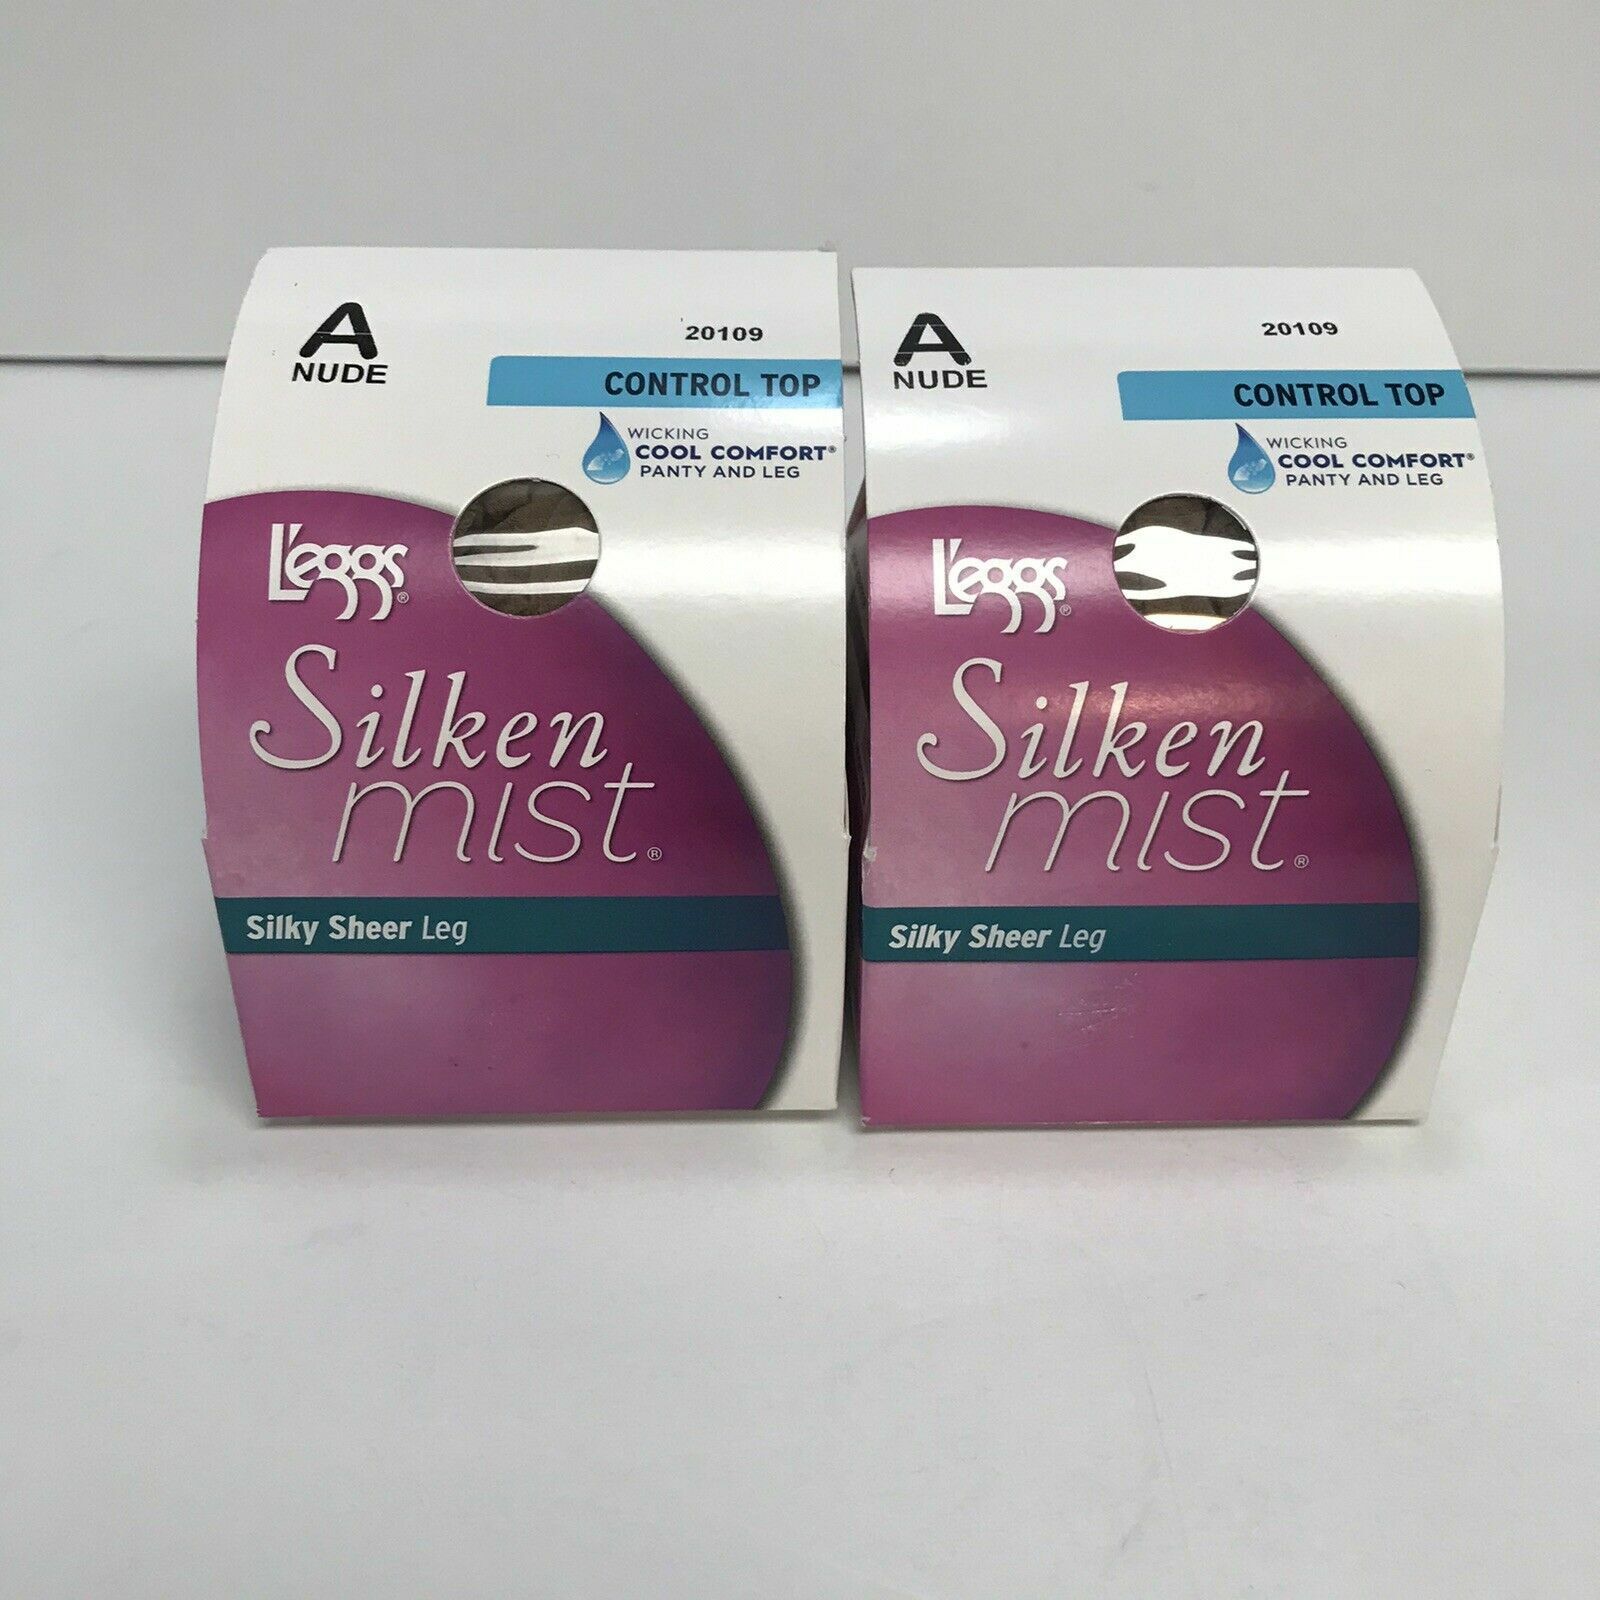 A
NUDE
20109
CONTROL TOP
WICKING
COOL COMFORT®
PANTY AND LEG
L'eggs®
Silken
mist®
Silky Sheer Leg
A
NUDE
20109
CONTROL TOP
WICKING
COOL COMFORT®
PANTY AND LEG
L'eggs®
Silken
mist®
Silky Sheer Leg